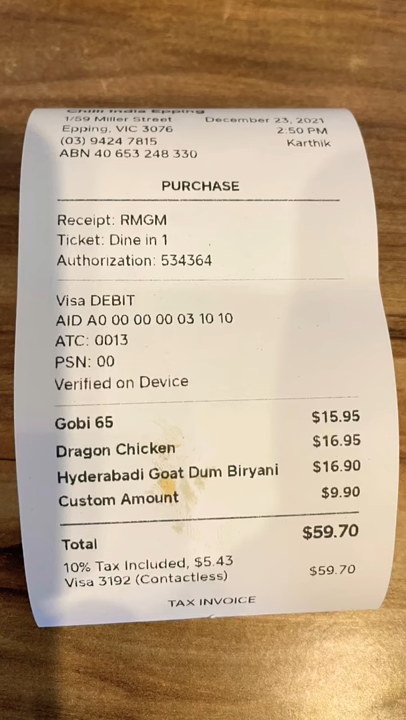 Chilli India Epping
1/59 Miller Street December 23, 2021
Epping, VIC 3076 2:50 PM
(03) 9424 7815 Karthik
ABN 40 653 248 330
PURCHASE
Receipt: RMGM
Ticket: Dine in 1
Authorization: 534364
Visa DEBIT
AID A0 00 00 00 03 10 10
ATC: 0013
PSN: 00
Verified on Device
Gobi 65 $15.95
Dragon Chicken $16.95
Hyderabadi Goat Dum Biryani $16.90
Custom Amount $9.90
Total $59.70
10% Tax Included, $5.43
Visa 3192 (Contactless) $59.70
TAX INVOICE